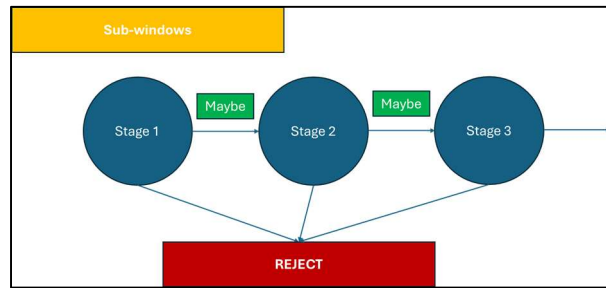 Sub-windows
Maybe
Maybe
Stage 1
Stage 2
Stage 3
REJECT